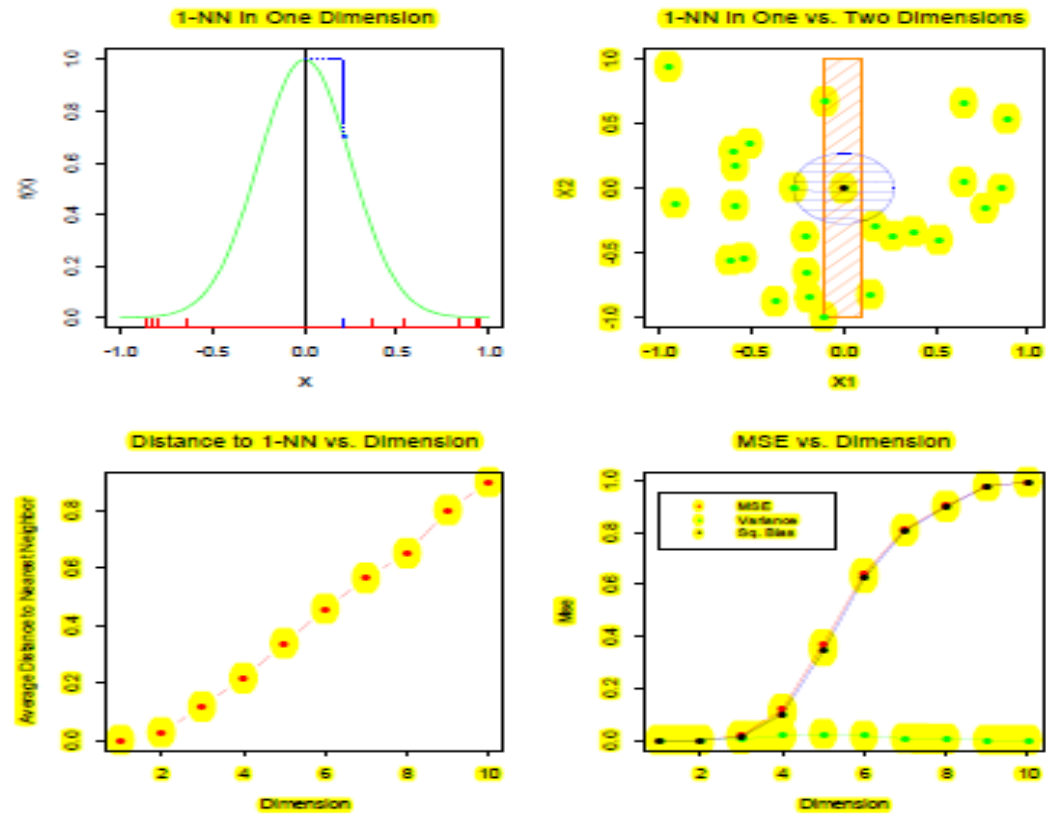 1-NN in One Dimension
1.0
0.8
0.6
0.4
0.2
0.0
f(X)
-1.0 -0.5 0.0 0.5 1.0
X
1-NN in One vs. Two Dimensions
1.0
0.5
0.0
-0.5
-1.0
X2
-1.0 -0.5 0.0 0.5 1.0
X1
Distance to 1-NN vs. Dimension
0.8
0.6
0.4
0.2
0.0
Average Distance to Nearest Neighbor
2 4 6 8 10
Dimension
MSE vs. Dimension
MSE
Variance
Sq. Bias
1.0
0.8
0.6
0.4
0.2
0.0
Mse
2 4 6 8 10
Dimension